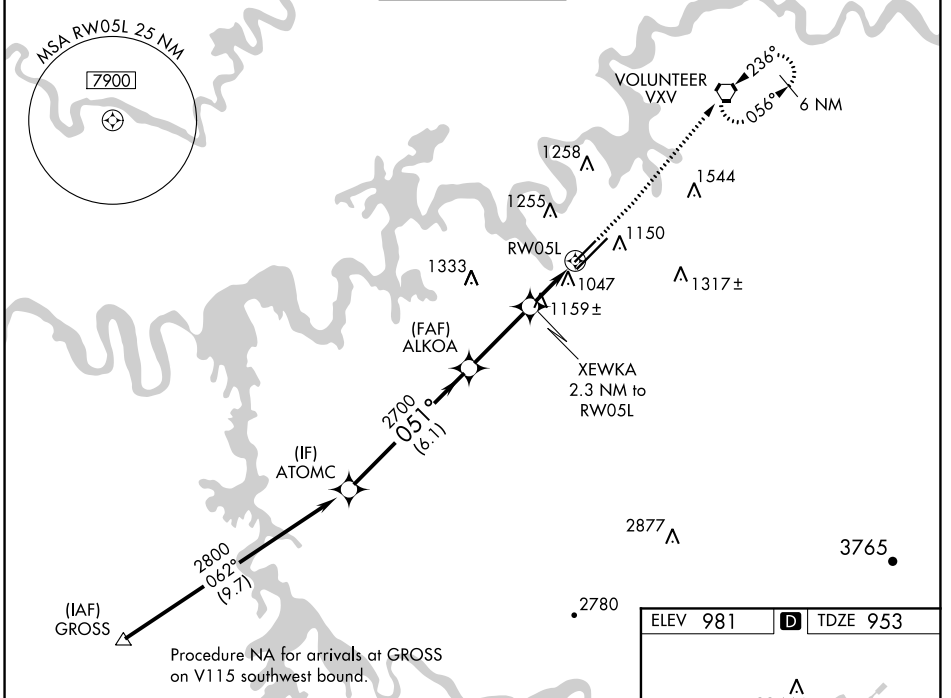 MSA RW05L 25 NM
7900
VOLUNTEER
VXV
236°
056°
6 NM
1258
1544
1255
RW05L
1150
1333
1047
1317 ±
1159 ±
(FAF)
ALKOA
XEWKA
2.3 NM to
RW05L
2700
051°
(6.1)
(IF)
ATOMC
2877
3765
2800
062°
(9.7)
(IAF)
GROSS
2780
Procedure NA for arrivals at GROSS
on V115 southwest bound.
ELEV 981 D TDZE 953